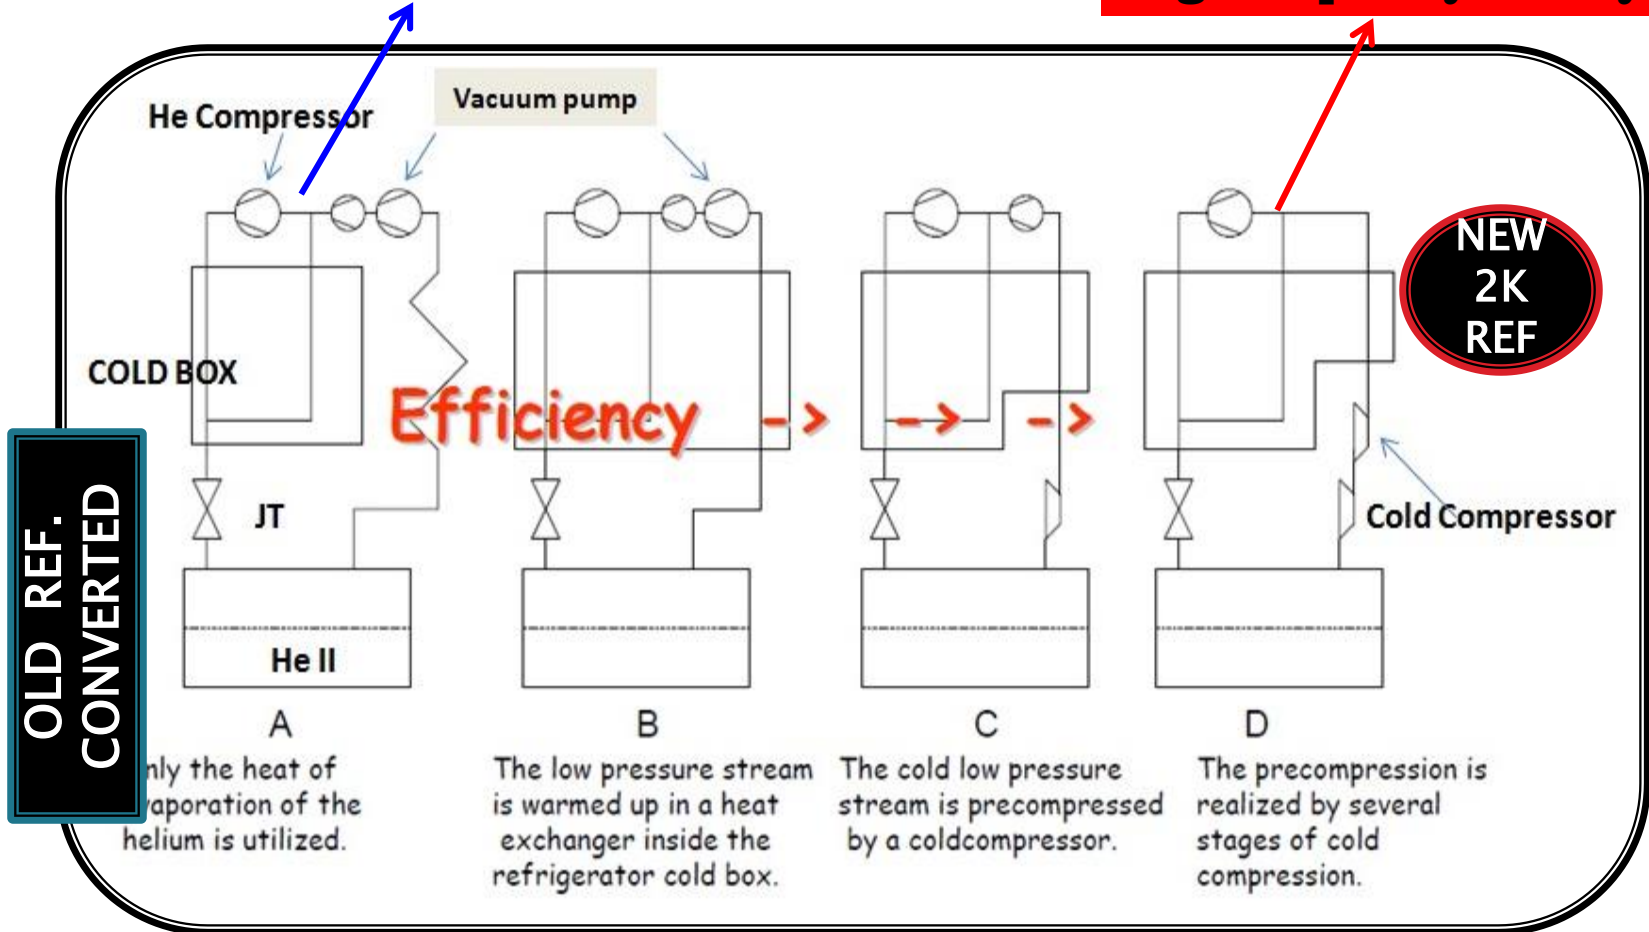 He Compressor
Vacuum pump
NEW
2K
REF
COLD BOX
Efficiency -> -> ->
OLD REF.
CONVERTED
JT
Cold Compressor
He II
A
B
C
D
nly the heat of
vaporation of the
helium is utilized.
The low pressure stream
is warmed up in a heat
exchanger inside the
refrigerator cold box.
The cold low pressure
stream is precompressed
by a coldcompressor.
The precompression is
realized by several
stages of cold
compression.